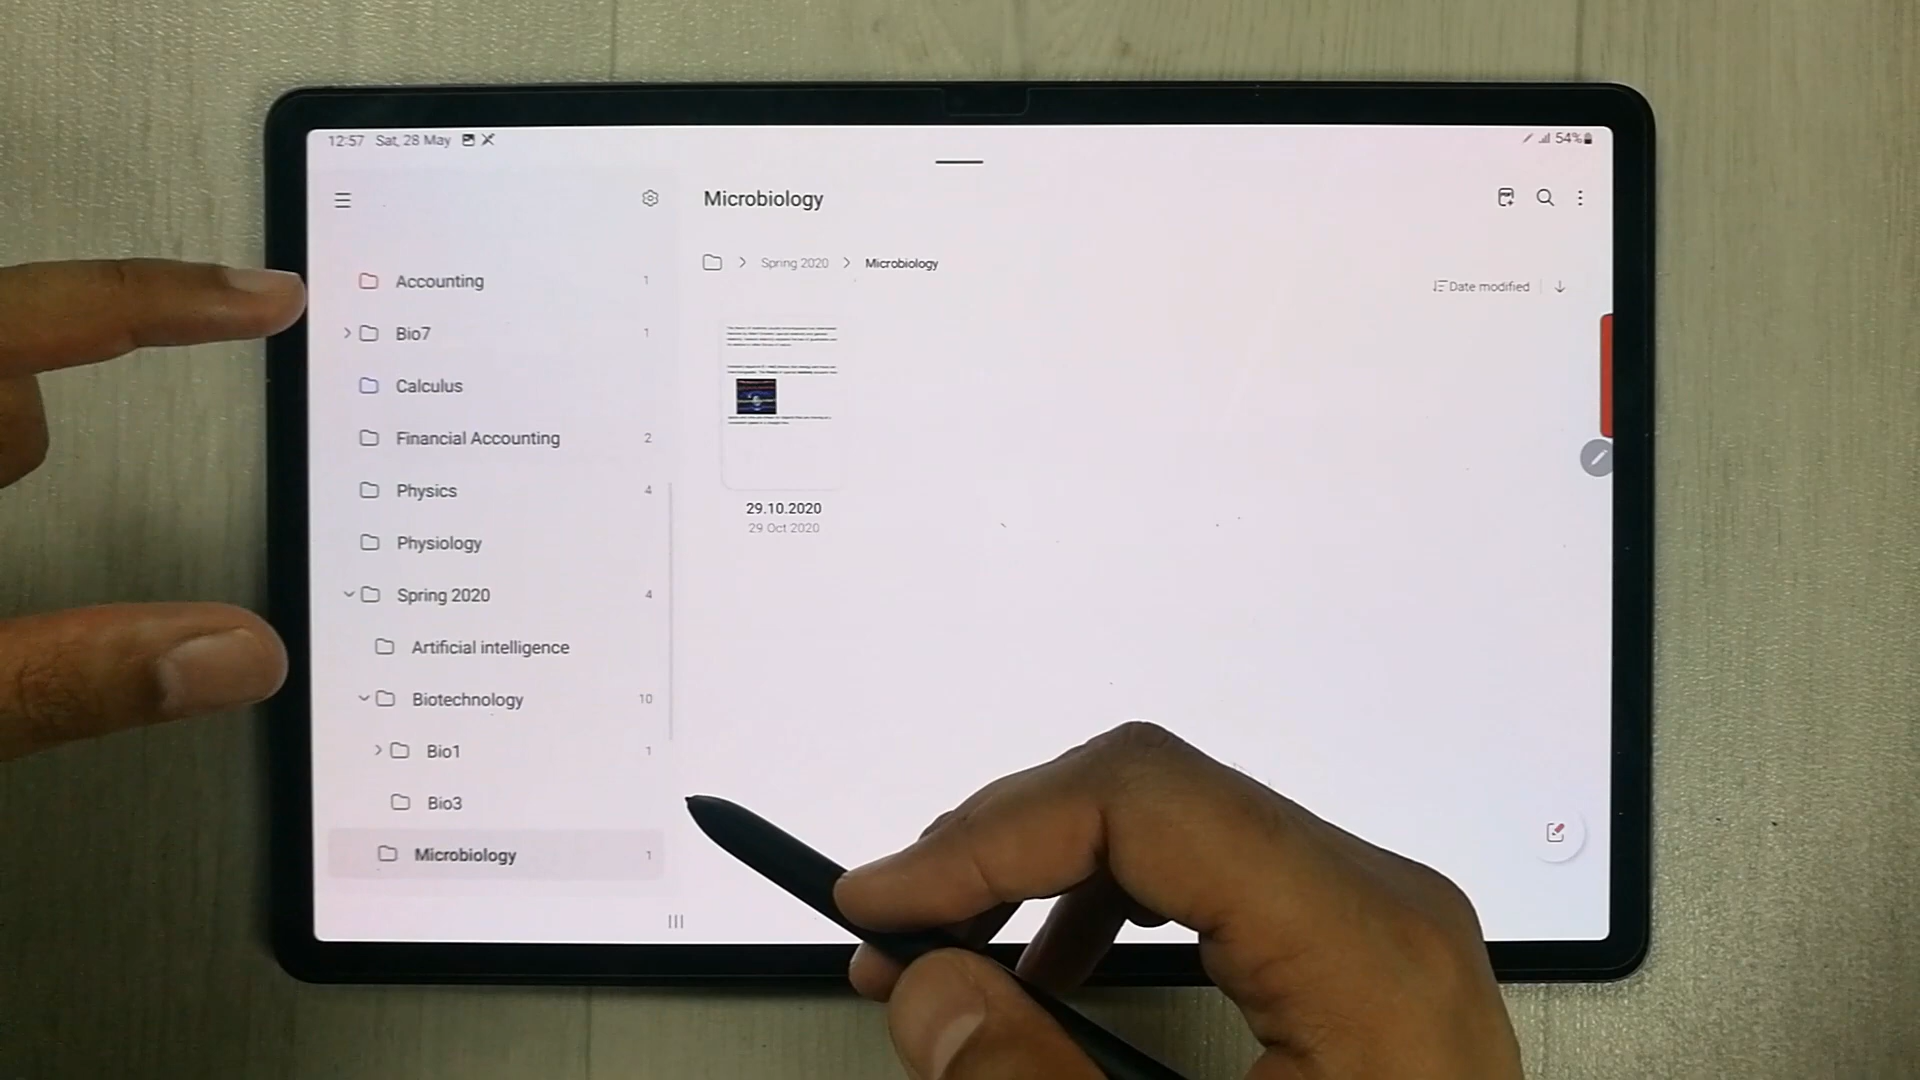 12:57 Sat, 28 May
54%
Microbiology
Spring 2020 > Microbiology
Date modified
Accounting 1
Bio7 1
Calculus
Financial Accounting 2
Physics 4
Physiology
Spring 2020 4
Artificial intelligence
Biotechnology 10
Bio1 1
Bio3
Microbiology 1
29.10.2020
29 Oct 2020